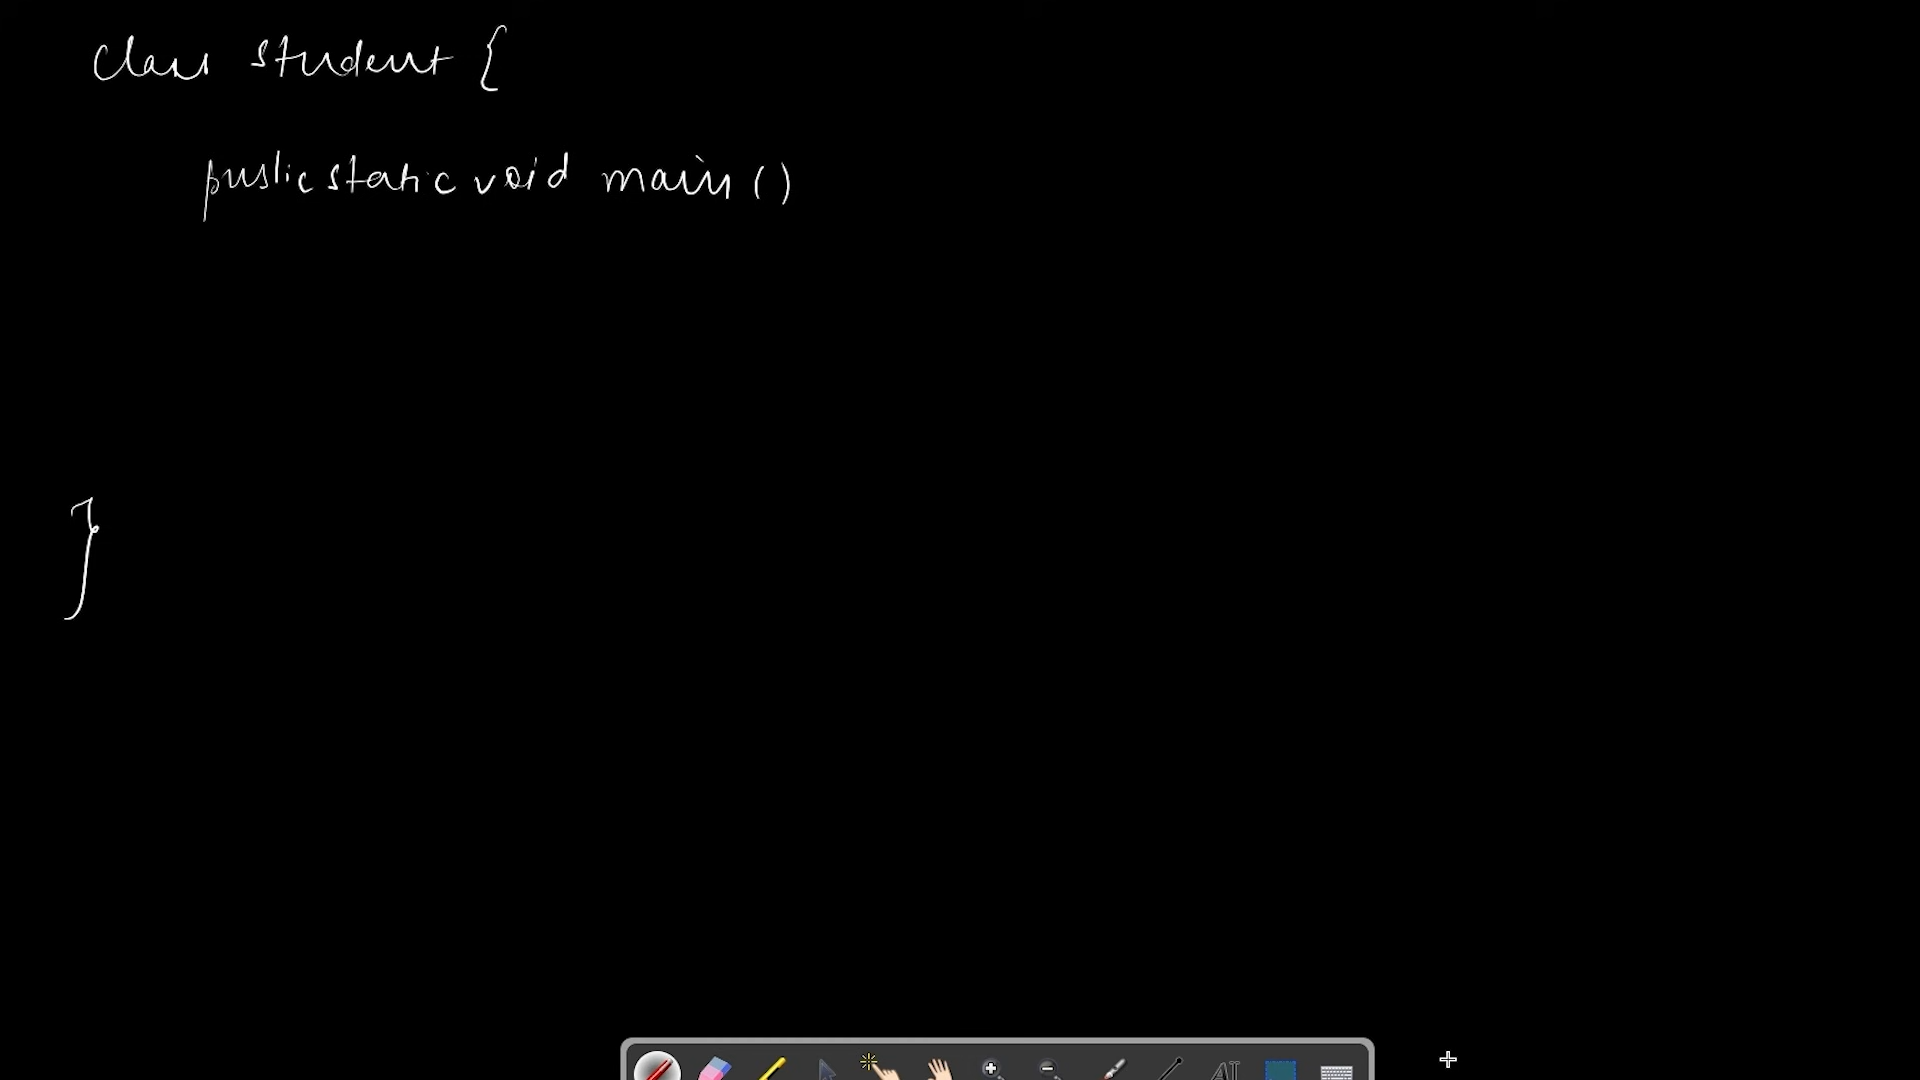 class student {
public static void main ()
}